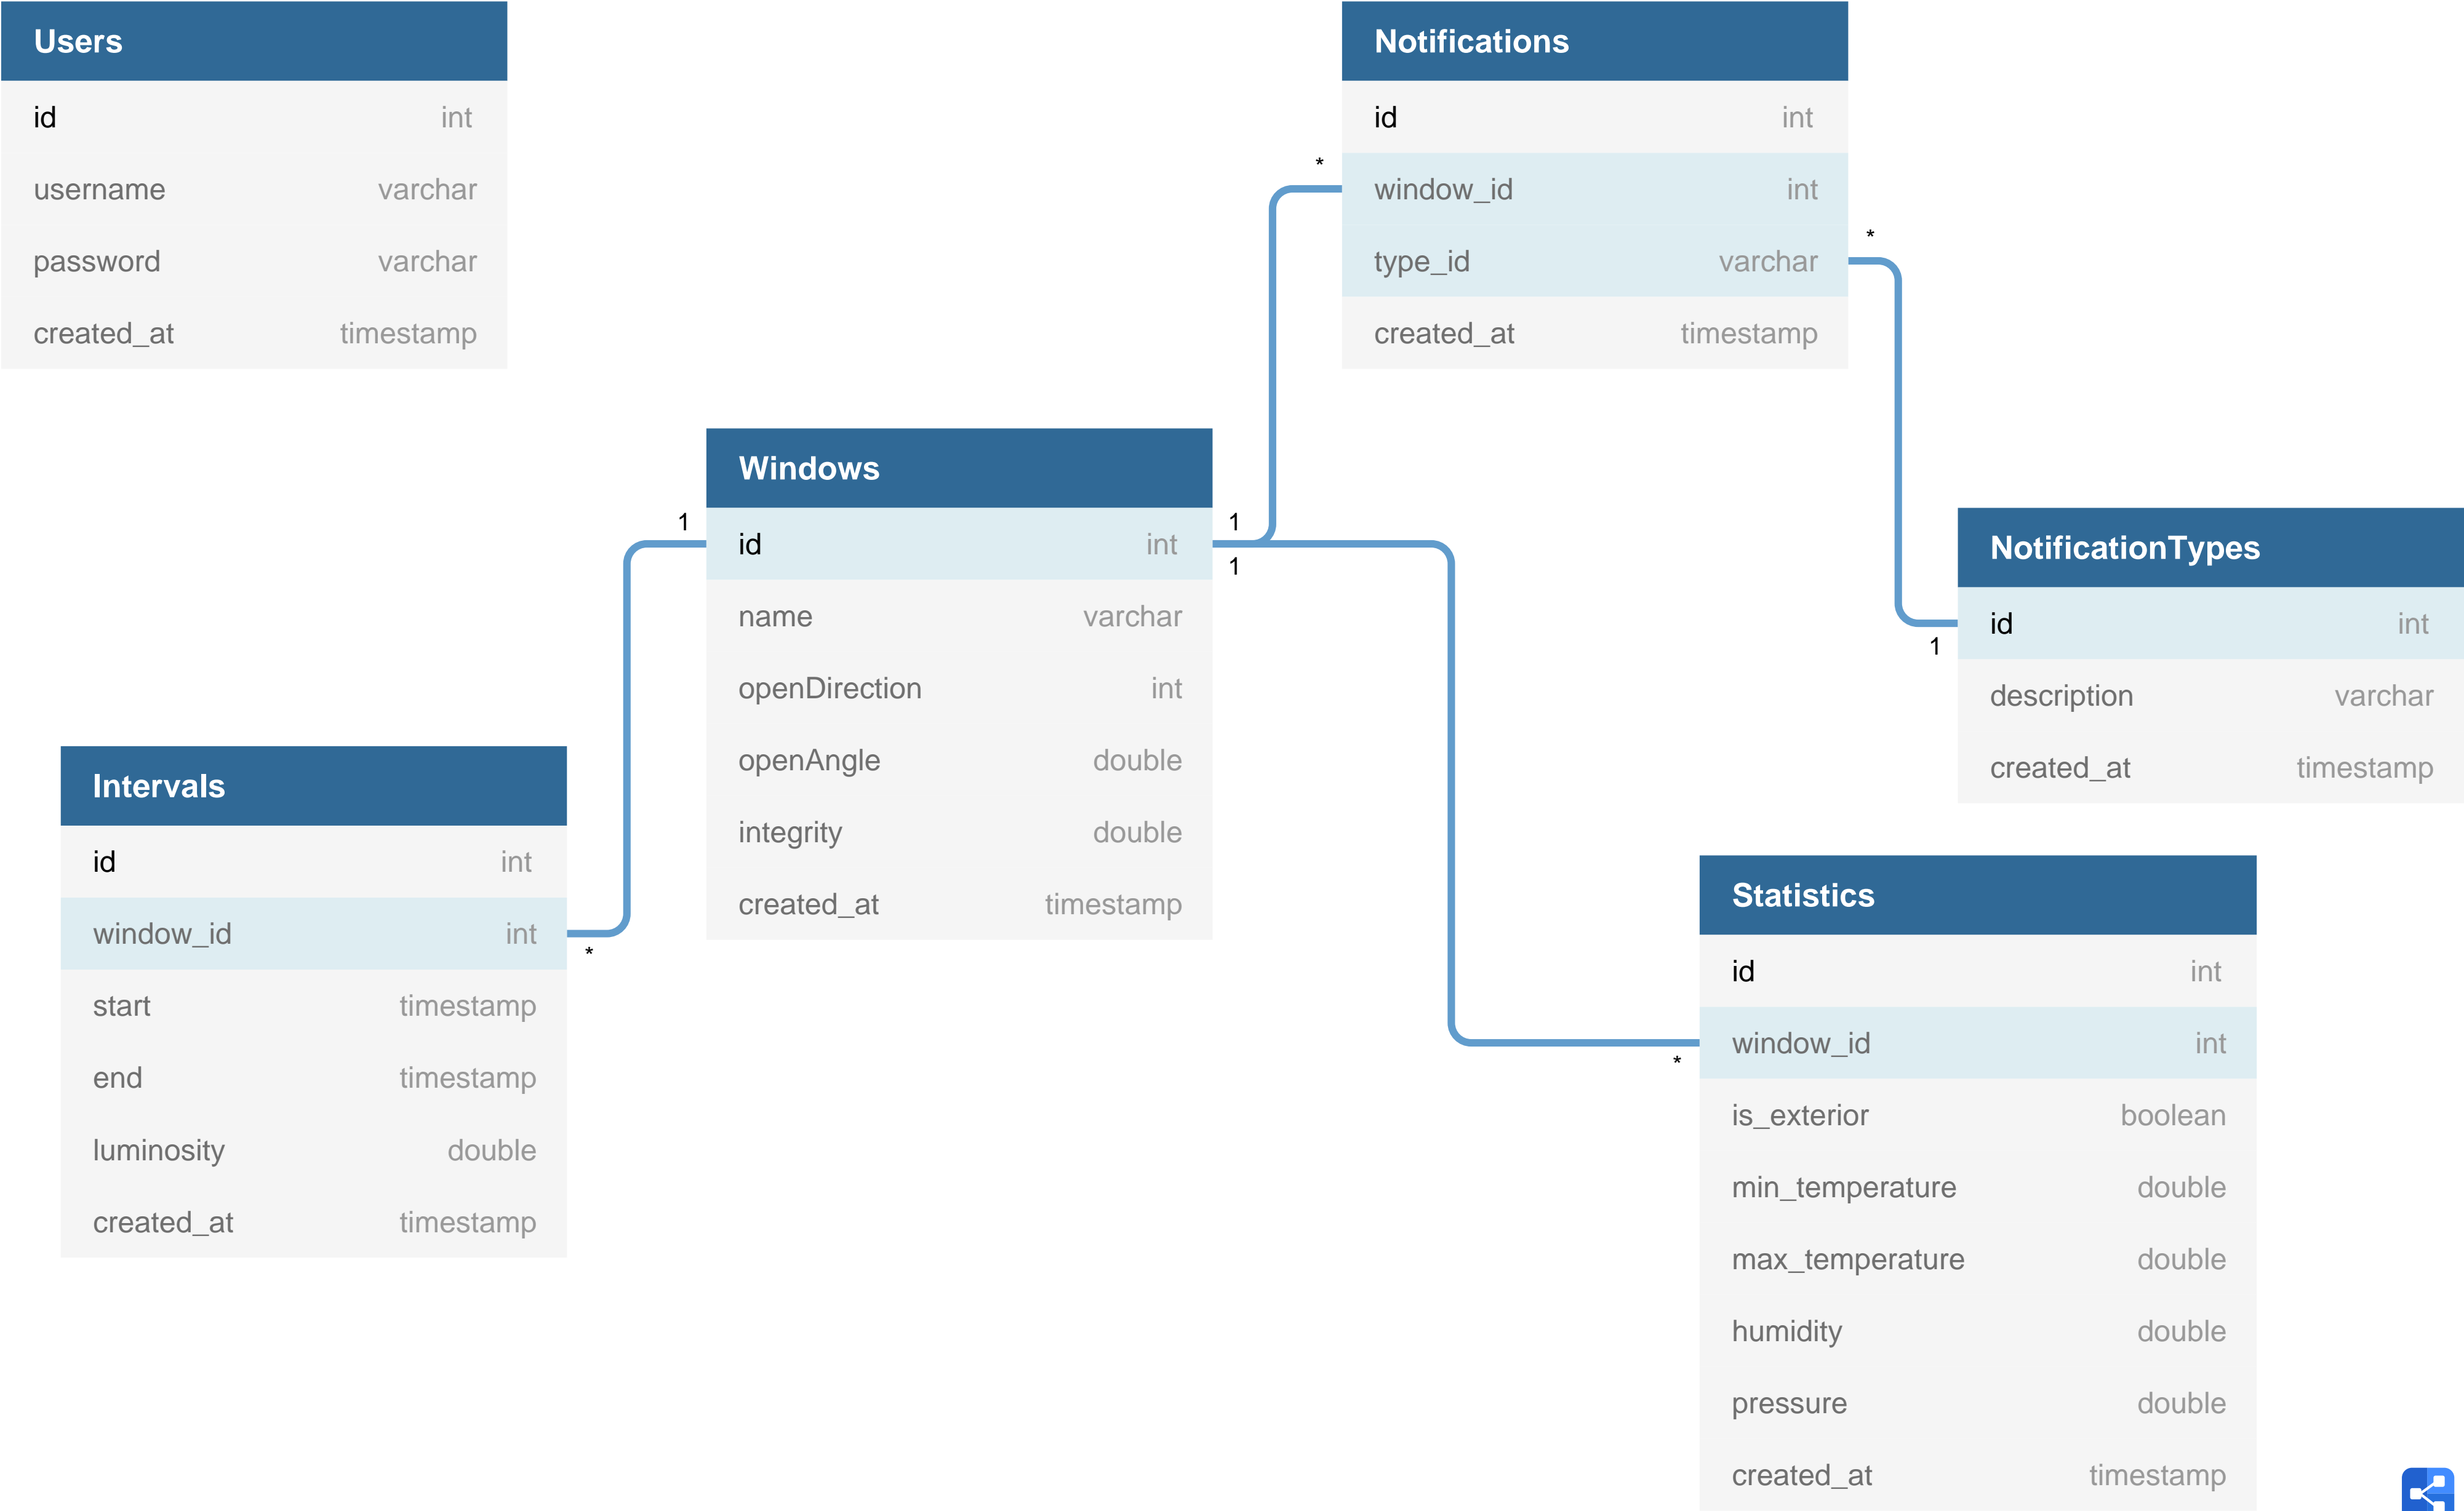 Users
id int
username varchar
password varchar
created_at timestamp
Notifications
id int
*
window_id int
*
type_id varchar
created_at timestamp
Windows
1
1
id int
1
name varchar
openDirection int
openAngle double
integrity double
created_at timestamp
NotificationTypes
id int
1
description varchar
created_at timestamp
Intervals
id int
window_id int
*
start timestamp
end timestamp
luminosity double
created_at timestamp
Statistics
id int
window_id int
*
is_exterior boolean
min_temperature double
max_temperature double
humidity double
pressure double
created_at timestamp